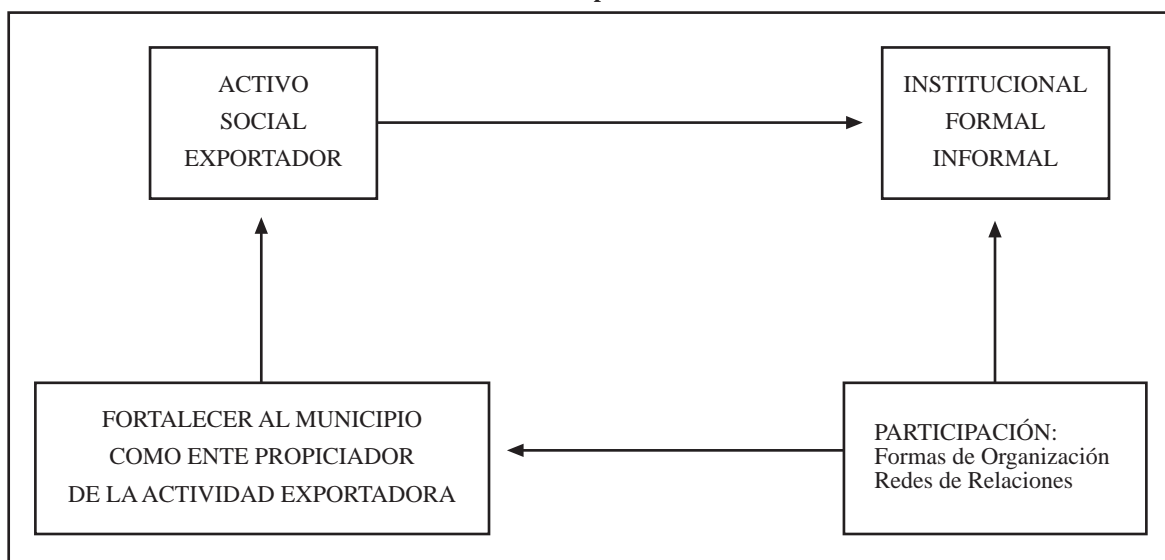 ACTIVO
SOCIAL
EXPORTADOR
INSTITUCIONAL
FORMAL
INFORMAL
FORTALECER AL MUNICIPIO
COMO ENTE PROPICIADOR
DE LA ACTIVIDAD EXPORTADORA
PARTICIPACIÓN:
Formas de Organización
Redes de Relaciones